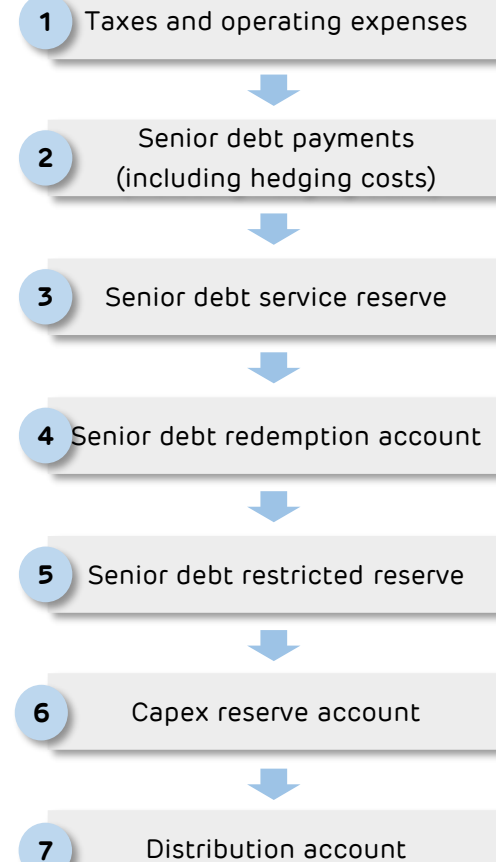 1 Taxes and operating expenses
2 Senior debt payments
(including hedging costs)
3 Senior debt service reserve
4 Senior debt redemption account
5 Senior debt restricted reserve
6 Capex reserve account
7 Distribution account